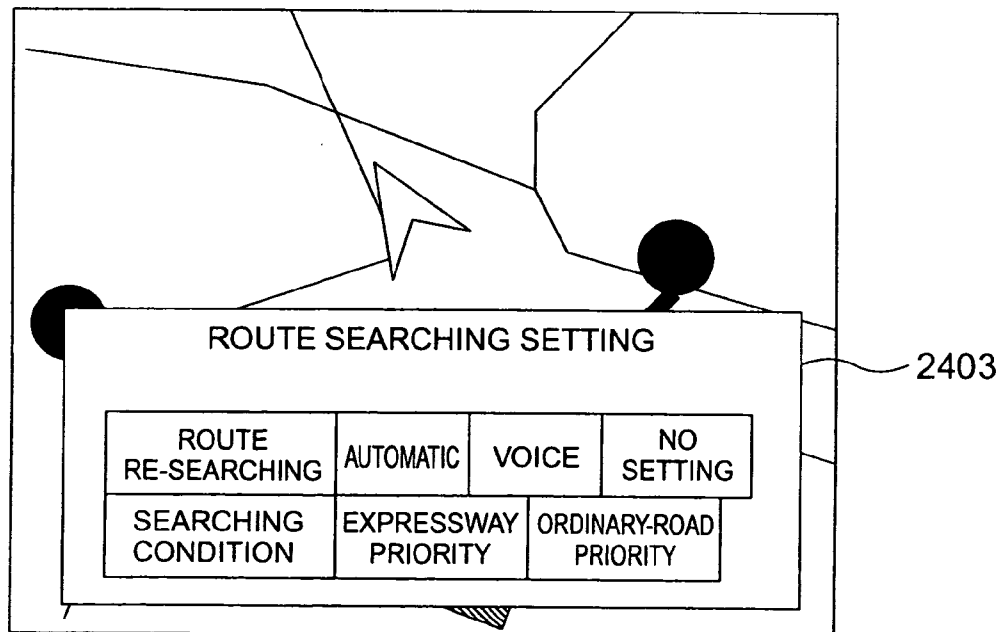 ROUTE SEARCHING SETTING
2403
ROUTE
RE-SEARCHING
AUTOMATIC
VOICE
NO
SETTING
SEARCHING
CONDITION
EXPRESSWAY
PRIORITY
ORDINARY-ROAD
PRIORITY